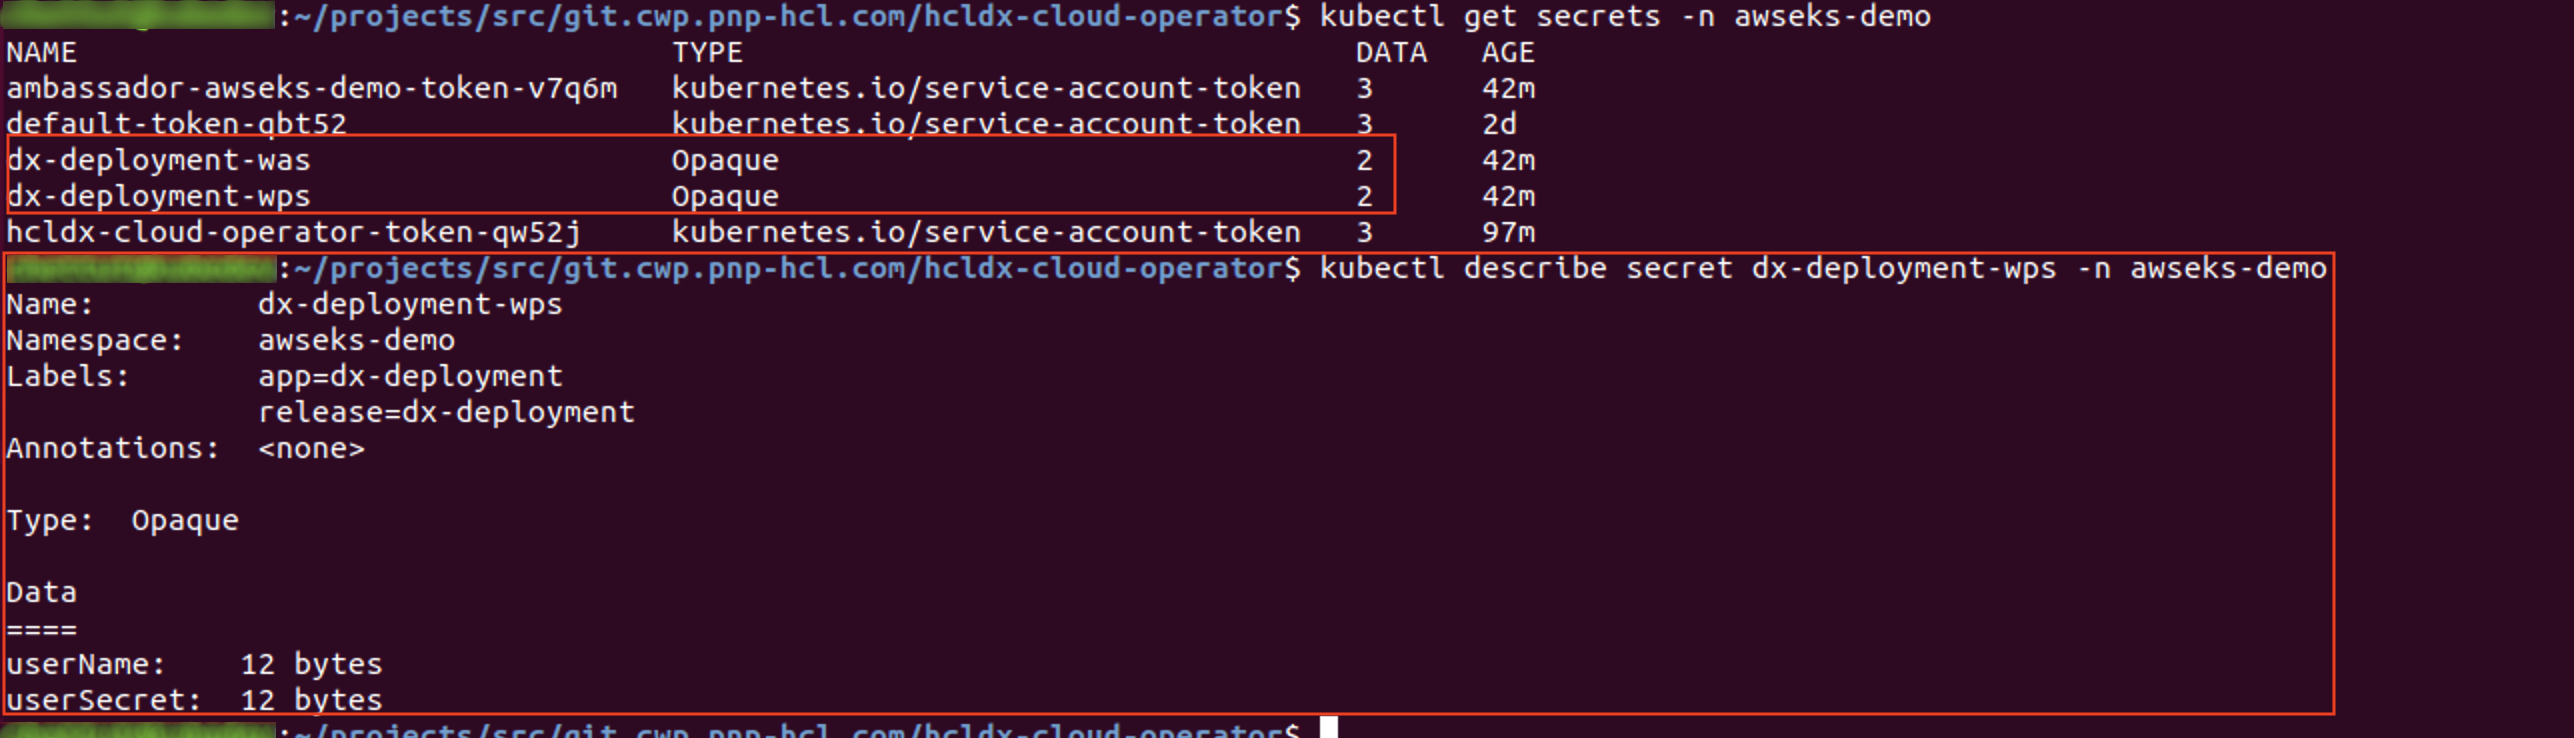 :~/projects/src/git.cwp.pnp-hcl.com/hcldx-cloud-operator$ kubectl get secrets -n awseks-demo
NAME TYPE DATA AGE
ambassador-awseks-demo-token-v7q6m kubernetes.io/service-account-token 3 42m
default-token-qbt52 kubernetes.io/service-account-token 3 2d
dx-deployment-was Opaque 2 42m
dx-deployment-wps Opaque 2 42m
hcldx-cloud-operator-token-qw52j kubernetes.io/service-account-token 3 97m
:~/projects/src/git.cwp.pnp-hcl.com/hcldx-cloud-operator$ kubectl describe secret dx-deployment-wps -n awseks-demo
Name: dx-deployment-wps
Namespace: awseks-demo
Labels: app=dx-deployment
release=dx-deployment
Annotations: <none>
Type: Opaque
Data
====
userName: 12 bytes
userSecret: 12 bytes
:~/projects/src/git.cwp.pnp-hcl.com/hcldx-cloud-operator$